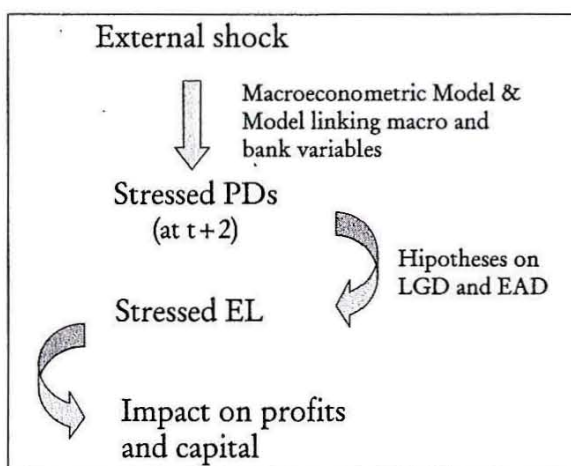 External shock
Macroeconometric Model &
Model linking macro and
bank variables
Stressed PDs
(at t+2)
Hipotheses on
LGD and EAD
Stressed EL
Impact on profits
and capital